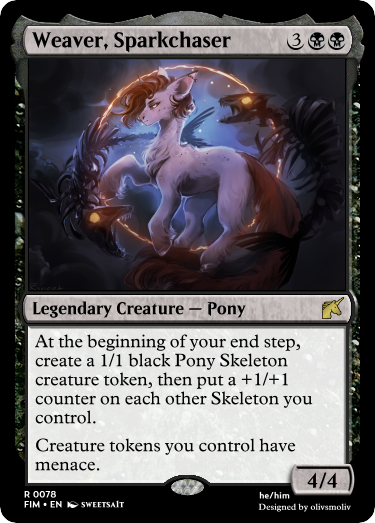 Weaver, Sparkchaser 3
Legendary Creature — Pony
At the beginning of your end step,
create a 1/1 black Pony Skeleton
creature token, then put a +1/+1
counter on each other Skeleton you
control.
Creature tokens you control have
menace.
4/4
R 0078
FIM • EN SWEETSAÏT
he/him
Designed by olivsmoliv